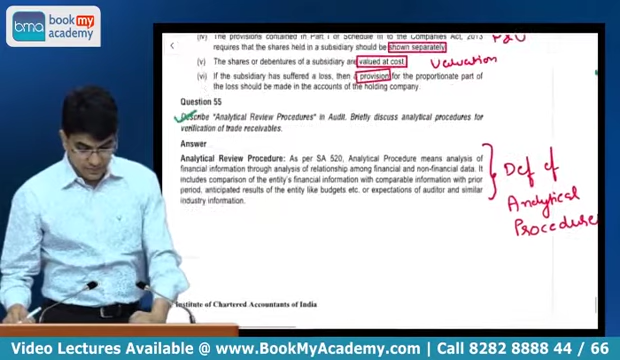 bma book my academy
(iv) The provisions contained in Part I of Schedule III to the Companies Act, 2013
requires that the shares held in a subsidiary should be shown separately
(v) The shares or debentures of a subsidiary are valued at cost. Valuation
(vi) If the subsidiary has suffered a loss, then a provision for the proportionate part of
the loss should be made in the accounts of the holding company.
Question 55
Describe "Analytical Review Procedures" in Audit. Briefly discuss analytical procedures for
verification of trade receivables.
Answer
Analytical Review Procedure: As per SA 520, Analytical Procedure means analysis of
financial information through analysis of relationship among financial and non-financial data. It
includes comparison of the entity's financial information with comparable information with prior
period, anticipated results of the entity like budgets etc. or expectations of auditor and similar
industry information.
Def of
Analytical
Procedure
Institute of Chartered Accountants of India
Video Lectures Available @ www.BookMyAcademy.com | Call 8282 8888 44 / 66